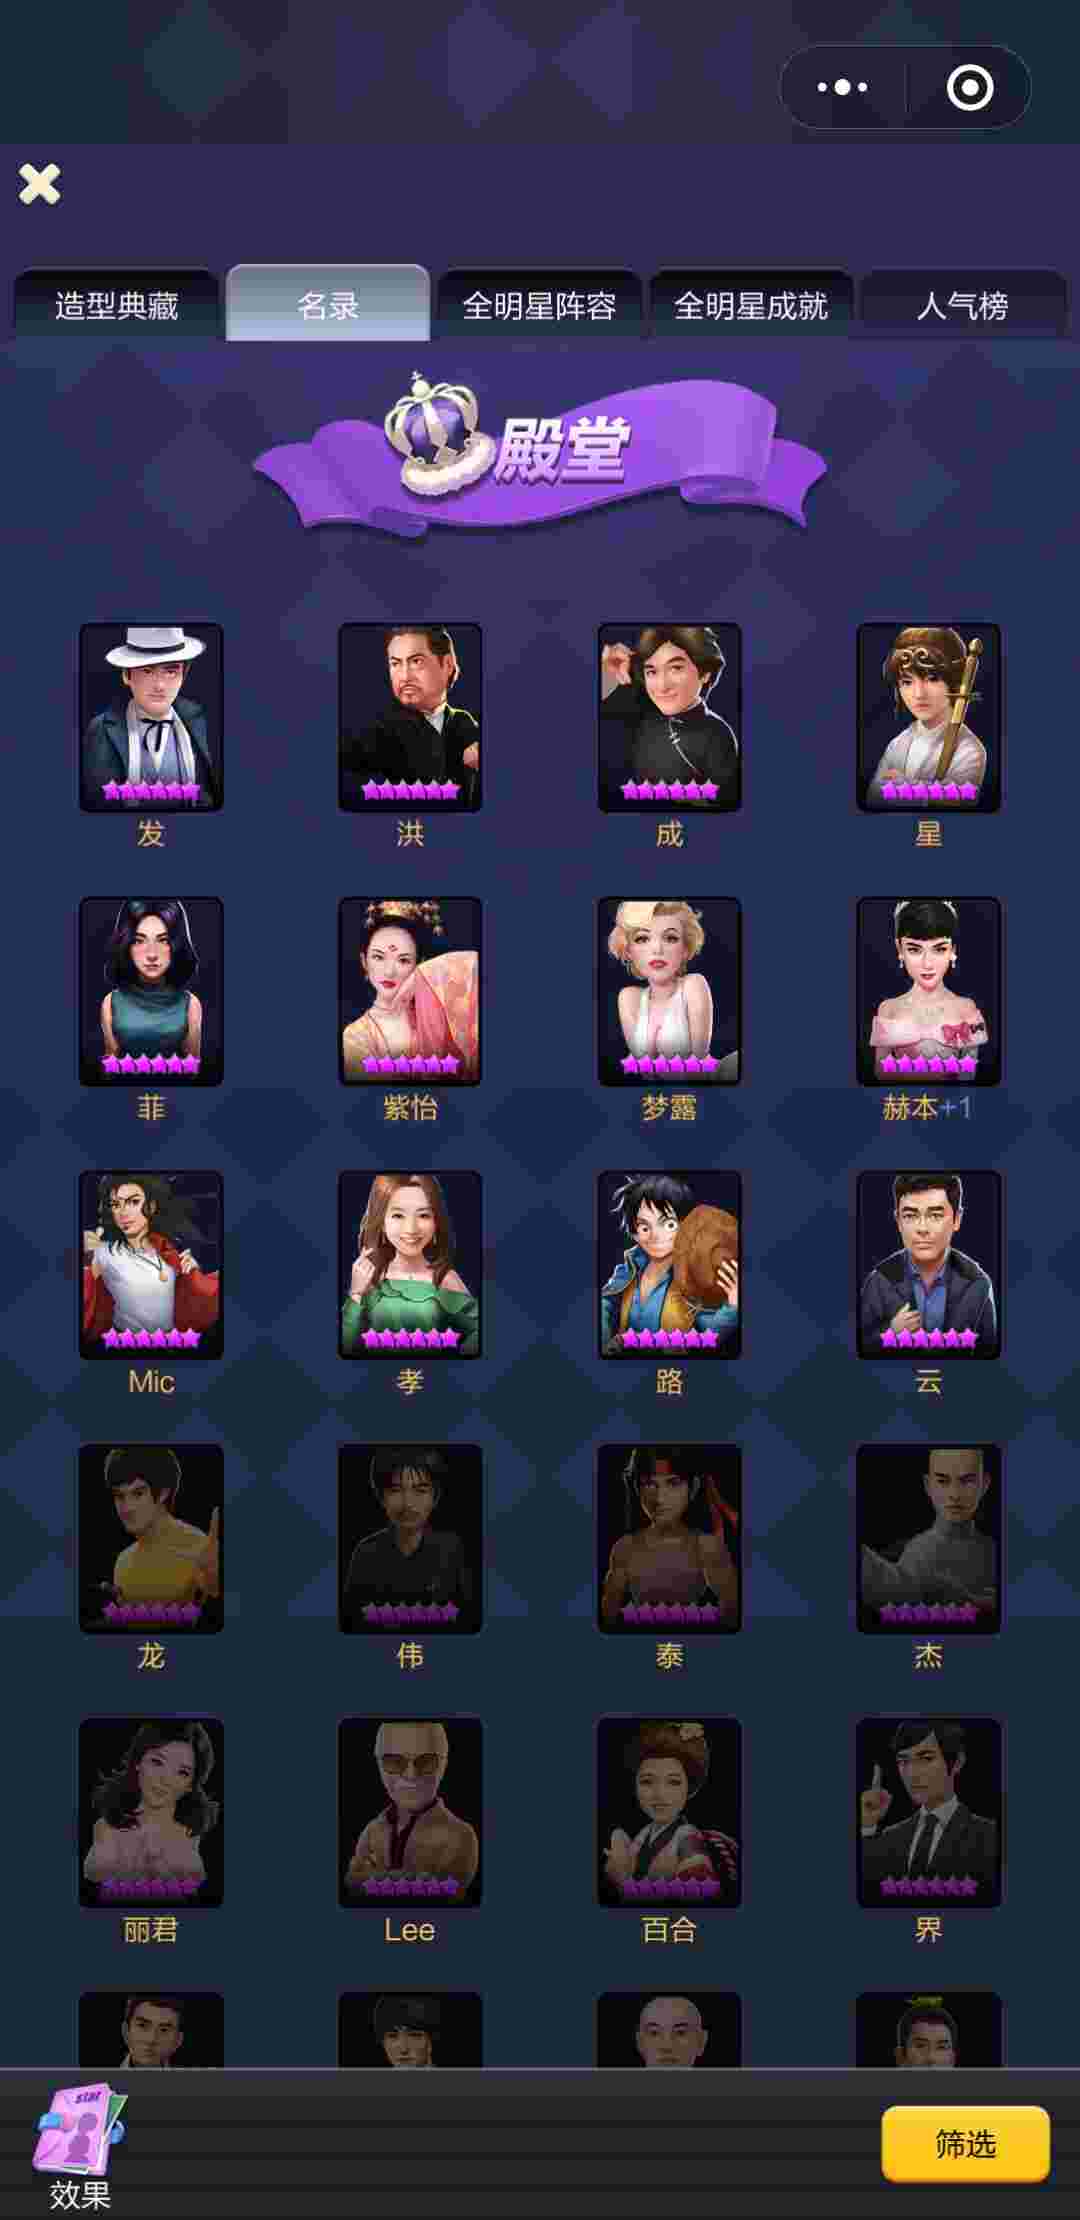 造型典藏 名录 全明星阵容 全明星成就 人气榜
殿堂
发 洪 成 星
菲 紫怡 梦露 赫本+1
Mic 孝 路 云
龙 伟 泰 杰
丽君 Lee 百合 界
star
效果
筛选